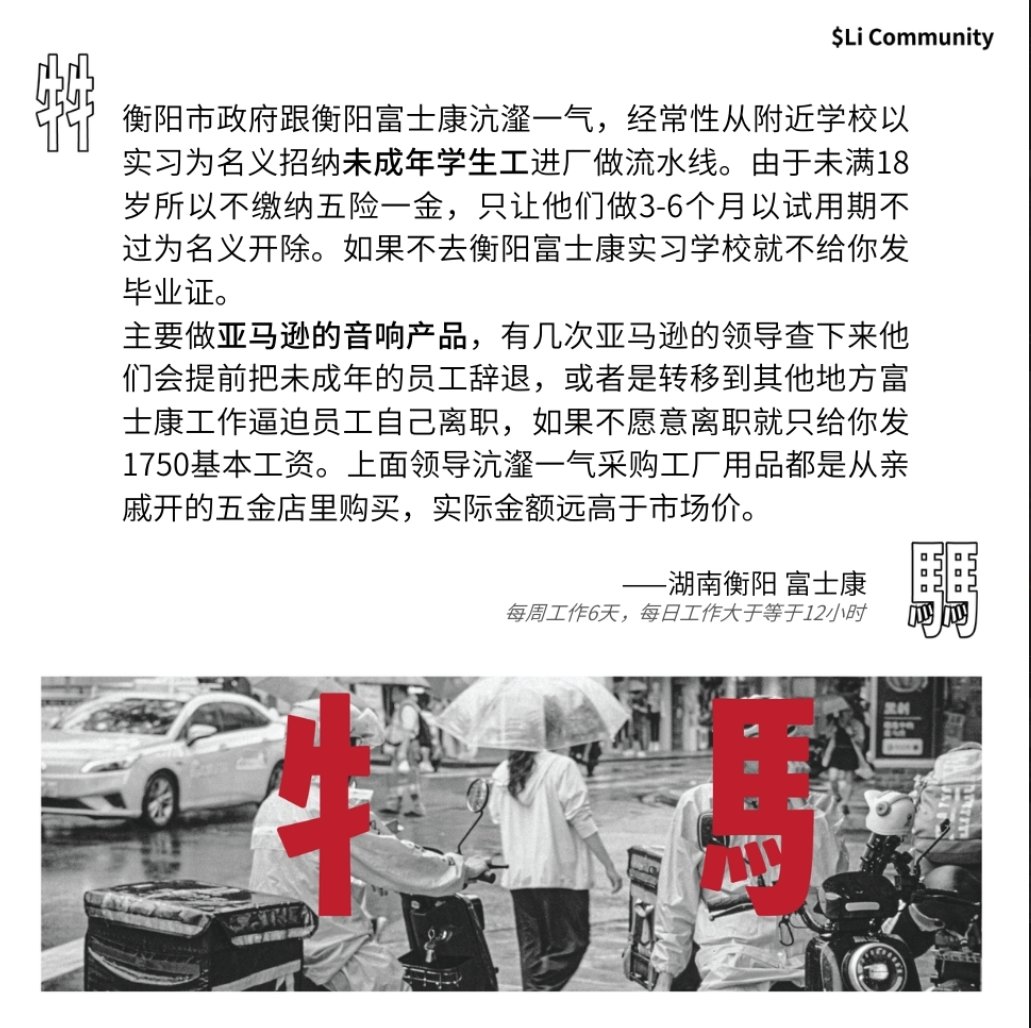 $Li Community
牪
衡阳市政府跟衡阳富士康沆瀣一气，经常性从附近学校以
实习为名义招纳未成年学生工进厂做流水线。由于未满18
岁所以不缴纳五险一金，只让他们做3-6个月以试用期不
过为名义开除。如果不去衡阳富士康实习学校就不给你发
毕业证。
主要做亚马逊的音响产品，有几次亚马逊的领导查下来他
们会提前把未成年的员工辞退，或者是转移到其他地方富
士康工作逼迫员工自己离职，如果不愿意离职就只给你发
1750基本工资。上面领导沆瀣一气采购工厂用品都是从亲
戚开的五金店里购买，实际金额远高于市场价。
——湖南衡阳 富士康
每周工作6天，每日工作大于等于12小时
牛
馬